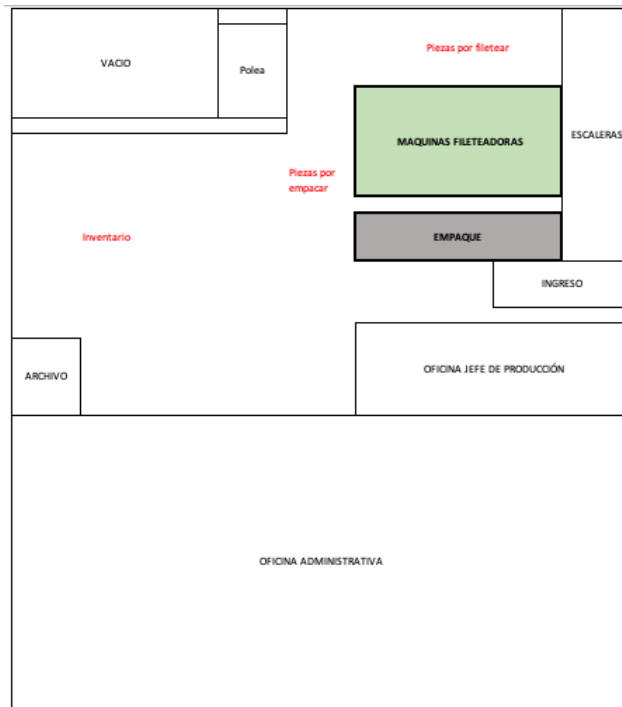 Piezas por filetear
VACIO
Polea
ESCALERAS
MAQUINAS FILETEADORAS
Piezas por
empacar
Inventario
EMPAQUE
INGRESO
OFICINA JEFE DE PRODUCCIÓN
ARCHIVO
OFICINA ADMINISTRATIVA